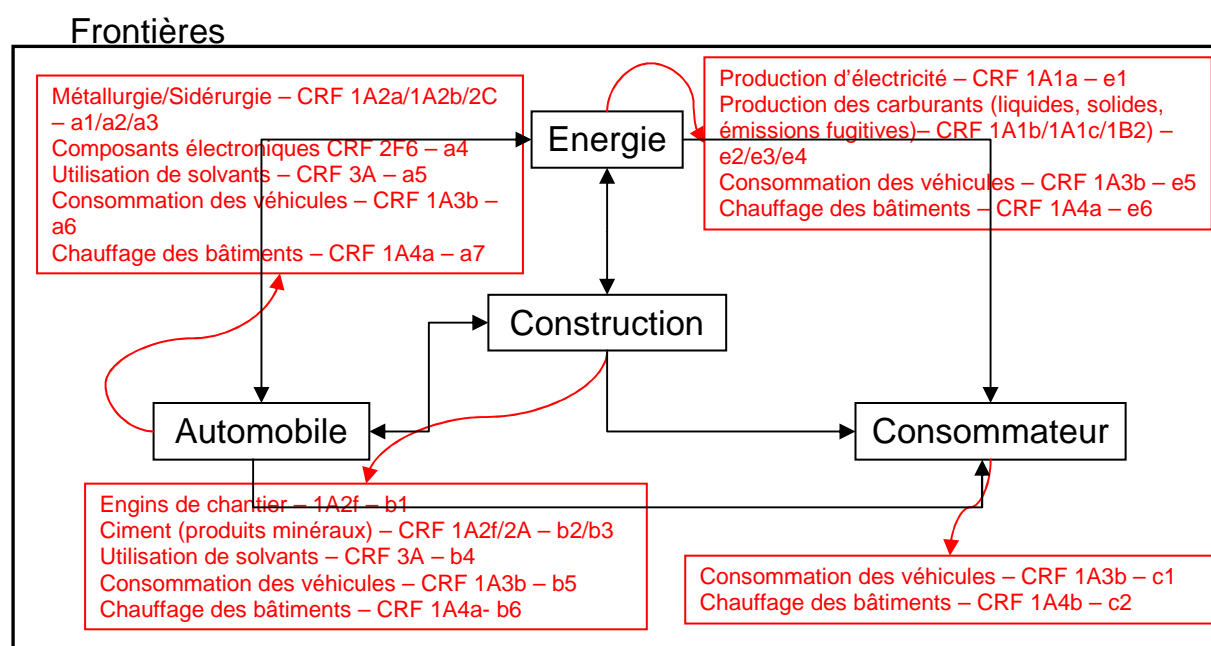 Frontières
Métallurgie/Sidérurgie – CRF 1A2a/1A2b/2C
– a1/a2/a3
Composants électroniques CRF 2F6 – a4
Utilisation de solvants – CRF 3A – a5
Consommation des véhicules – CRF 1A3b –
a6
Chauffage des bâtiments – CRF 1A4a – a7
Energie
Production d'électricité – CRF 1A1a – e1
Production des carburants (liquides, solides,
émissions fugitives)– CRF 1A1b/1A1c/1B2) –
e2/e3/e4
Consommation des véhicules – CRF 1A3b – e5
Chauffage des bâtiments – CRF 1A4a – e6
Construction
Automobile
Consommateur
Engins de chantier – 1A2f – b1
Ciment (produits minéraux) – CRF 1A2f/2A – b2/b3
Utilisation de solvants – CRF 3A – b4
Consommation des véhicules – CRF 1A3b – b5
Chauffage des bâtiments – CRF 1A4a- b6
Consommation des véhicules – CRF 1A3b – c1
Chauffage des bâtiments – CRF 1A4b – c2